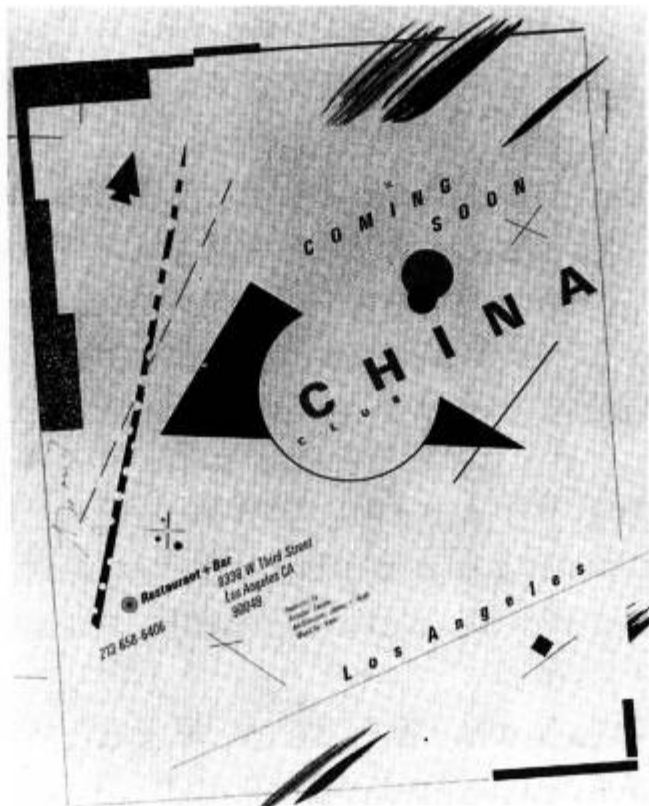 COMING
SOON
CHINA
CLUB
Restaurant + Bar
8338 W Third Street
Los Angeles CA
90048
213 658-6406
Los Angeles